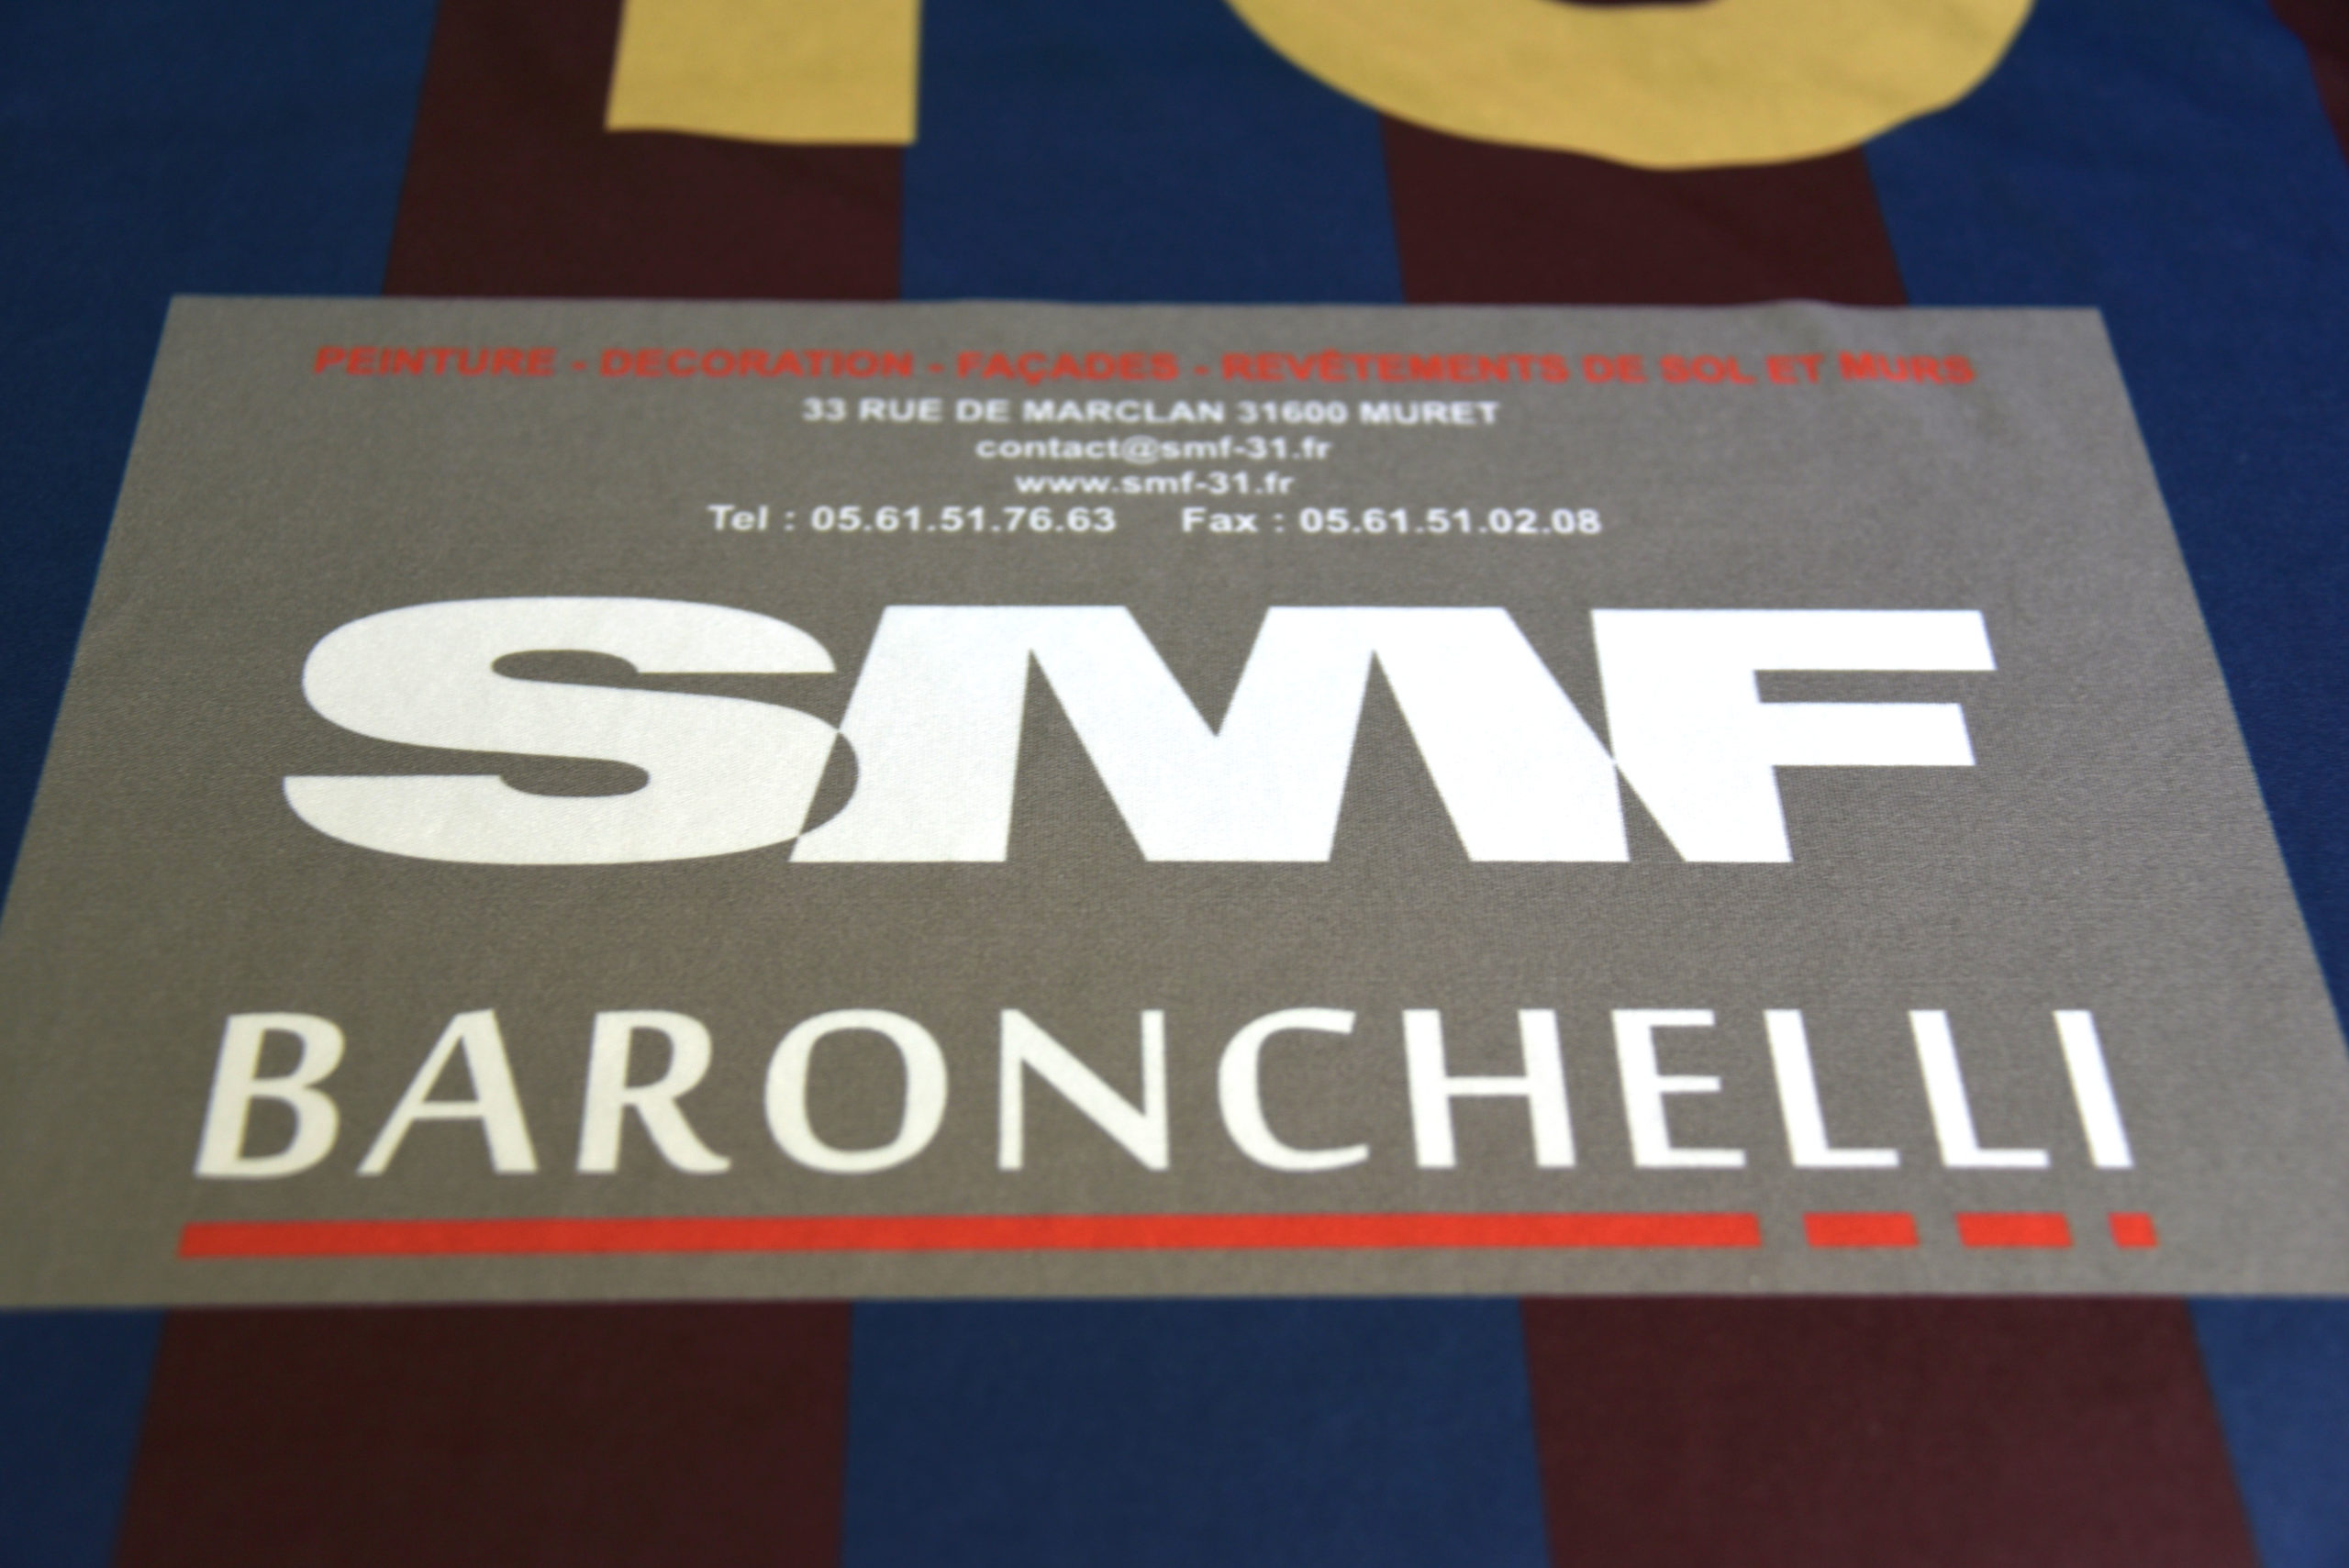 PEINTURE - DECORATION - FAÇADES - REVÊTEMENTS DE SOL ET MURS
33 RUE DE MARCLAN 31600 MURET
contact@smf-31.fr
www.smf-31.fr
Tel : 05.61.51.76.63 Fax : 05.61.51.02.08
SMF
BARONCHELLI